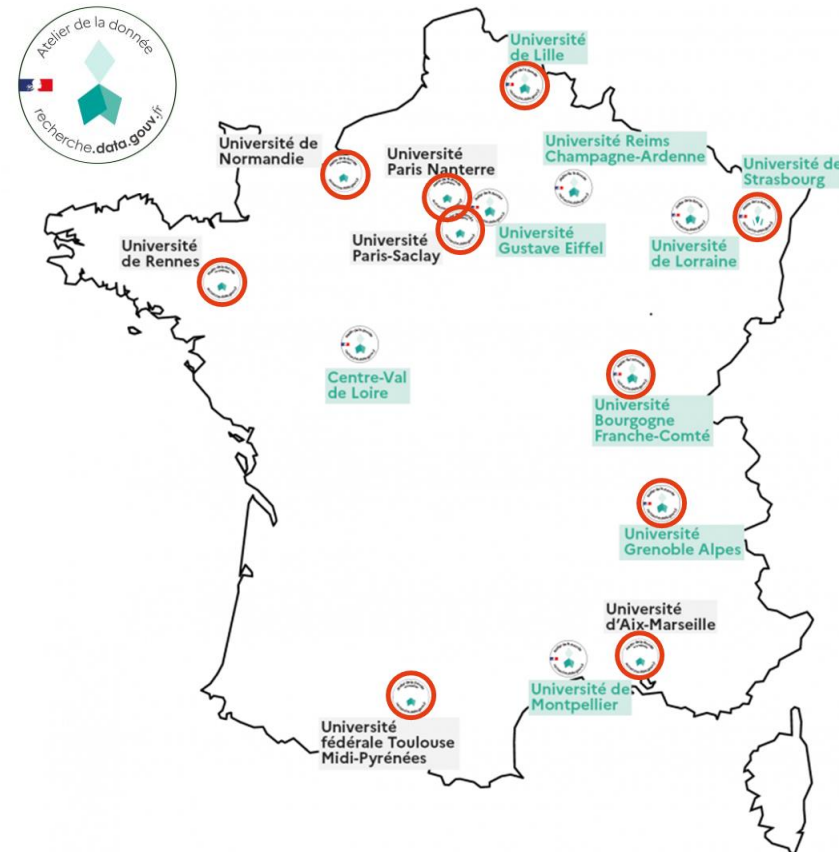 Atelier de la donnée
recherche.data.gouv.fr
Université
de Lille
Université de
Normandie
Université
Paris Nanterre
Université Reims
Champagne-Ardenne
Université de
Strasbourg
Université
de Rennes
Université
Paris-Saclay
Université
Gustave Eiffel
Université
de Lorraine
Centre-Val
de Loire
Université
Bourgogne
Franche-Comté
Université
Grenoble Alpes
Université
d'Aix-Marseille
Université de
Montpellier
Université
fédérale Toulouse
Midi-Pyrénées